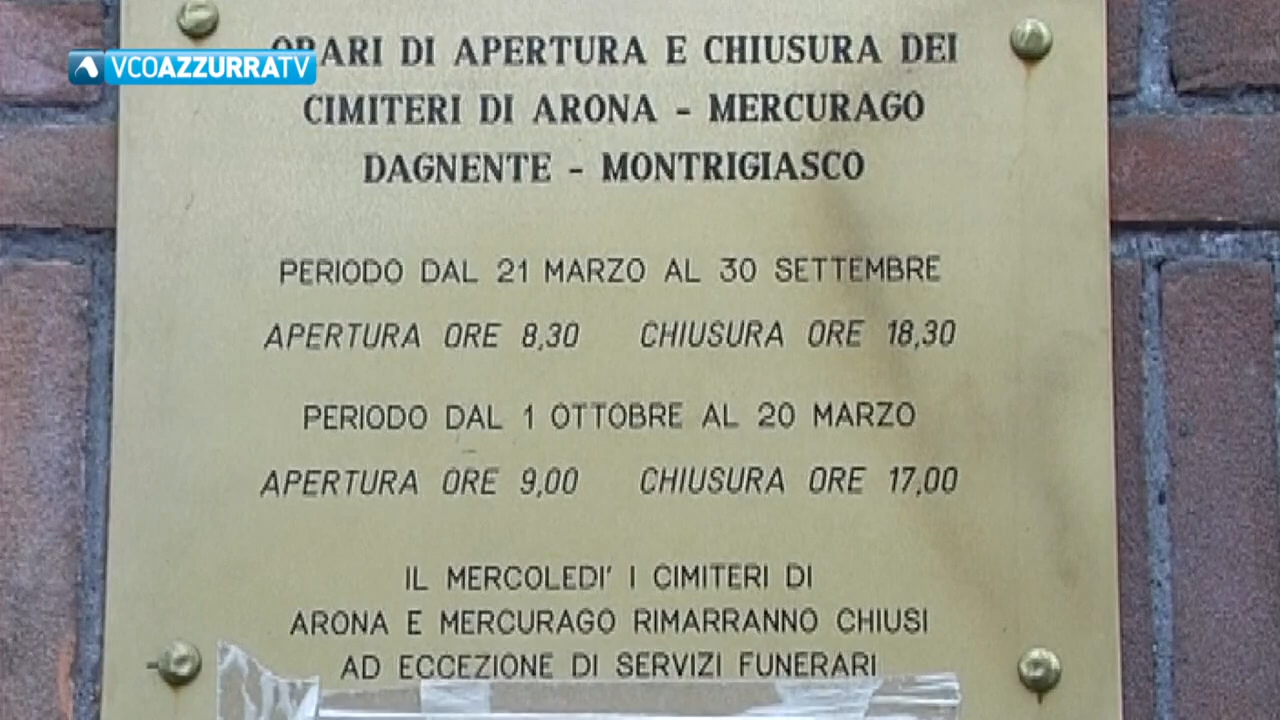 VCOAZZURRATV
ORARI DI APERTURA E CHIUSURA DEI
CIMITERI DI ARONA - MERCURAGO
DAGNENTE - MONTRIGIASCO
PERIODO DAL 21 MARZO AL 30 SETTEMBRE
APERTURA ORE 8,30 CHIUSURA ORE 18,30
PERIODO DAL 1 OTTOBRE AL 20 MARZO
APERTURA ORE 9,00 CHIUSURA ORE 17,00
IL MERCOLEDI' I CIMITERI DI
ARONA E MERCURAGO RIMARRANNO CHIUSI
AD ECCEZIONE DI SERVIZI FUNERARI